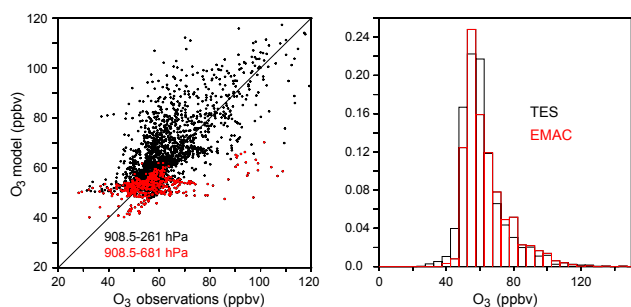 120
100
80
60
40
20
O3 model (ppbv)
908.5-261 hPa
908.5-681 hPa
20 40 60 80 100 120
O3 observations (ppbv)
0.24
0.20
0.16
0.12
0.08
0.04
0.0
TES
EMAC
0 40 80 120
O3 (ppbv)